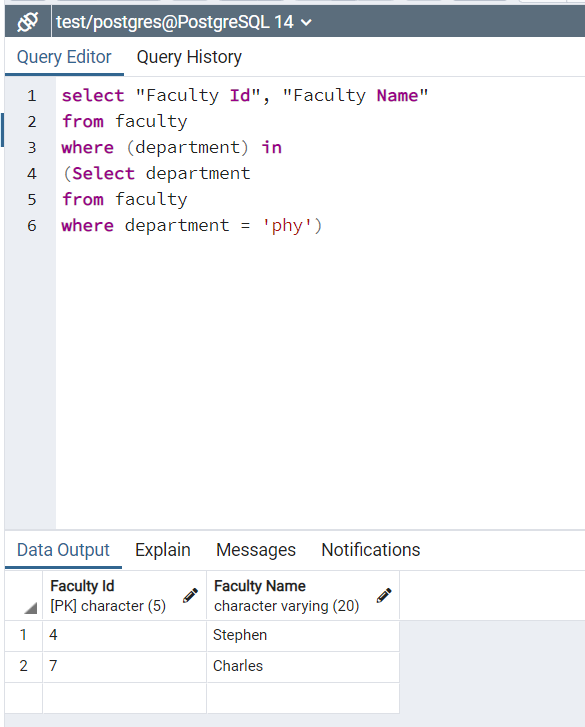 test/postgres@PostgreSQL 14
Query Editor Query History
1 select "Faculty Id", "Faculty Name"
2 from faculty
3 where (department) in
4 (Select department
5 from faculty
6 where department = 'phy')
Data Output Explain Messages Notifications
Faculty Id Faculty Name
[PK] character (5) character varying (20)
1 4 Stephen
2 7 Charles